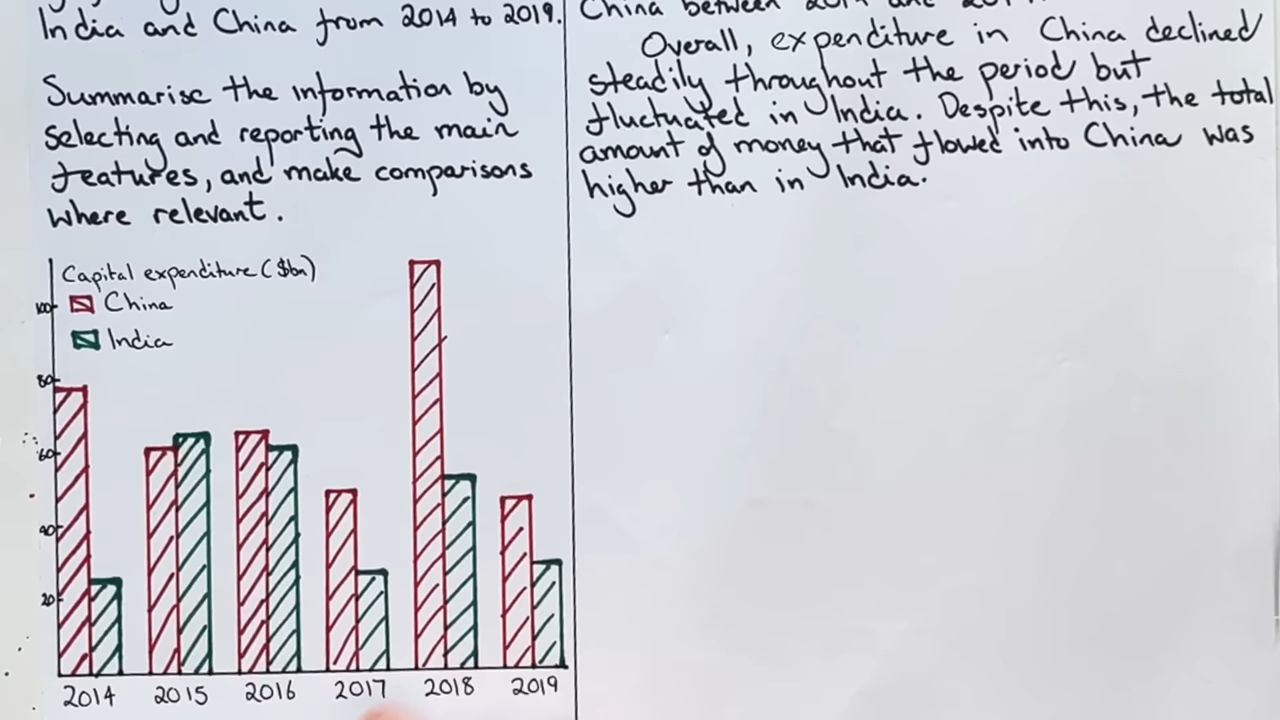 India and China from 2014 to 2019.
Summarise the information by
selecting and reporting the main
features, and make comparisons
where relevant.
Capital expenditure ($bn)
China
India
100
80
60
40
20
2014 2015 2016 2017 2018 2019
China between
Overall, expenditure in China declined
steadily throughout the period but
fluctuated in India. Despite this, the total
amount of money that flowed into China was
higher than in India.